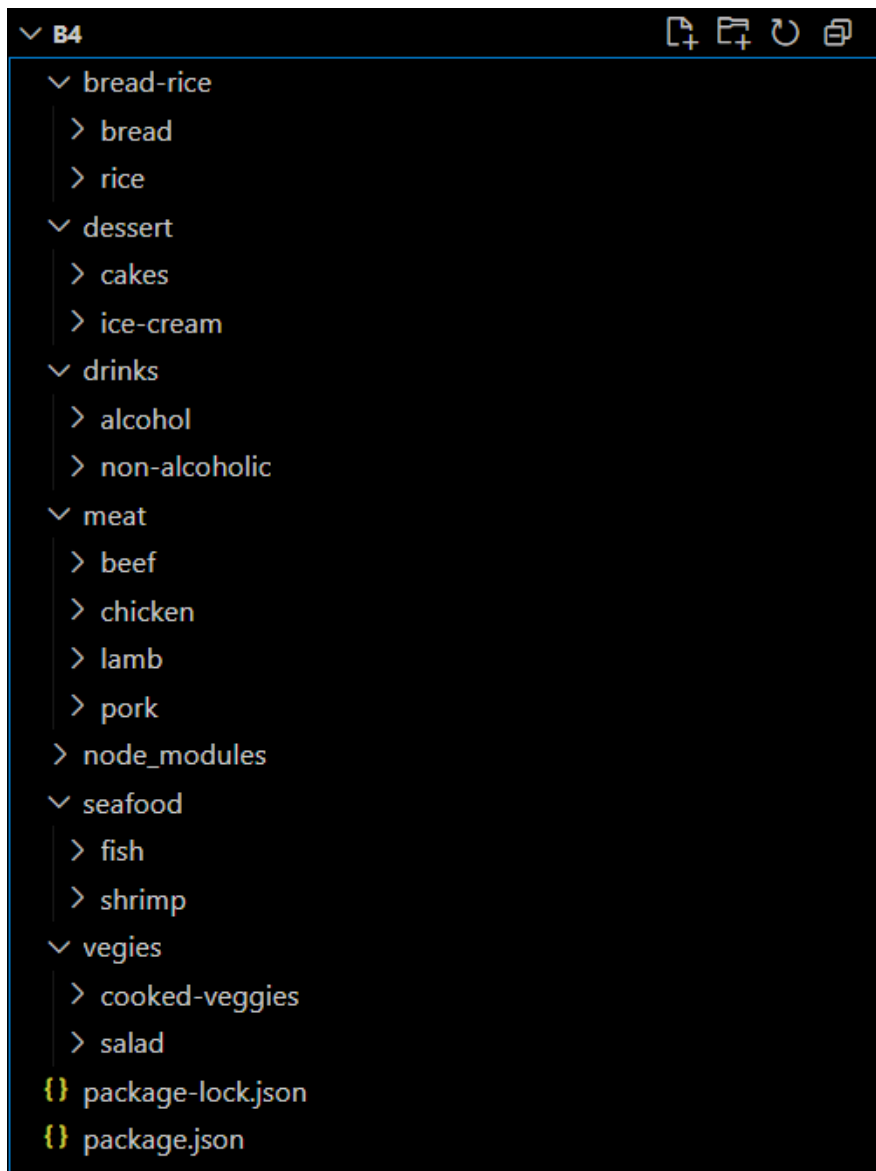 B4
bread-rice
bread
rice
dessert
cakes
ice-cream
drinks
alcohol
non-alcoholic
meat
beef
chicken
lamb
pork
node_modules
seafood
fish
shrimp
vegies
cooked-veggies
salad
{} package-lock.json
{} package.json